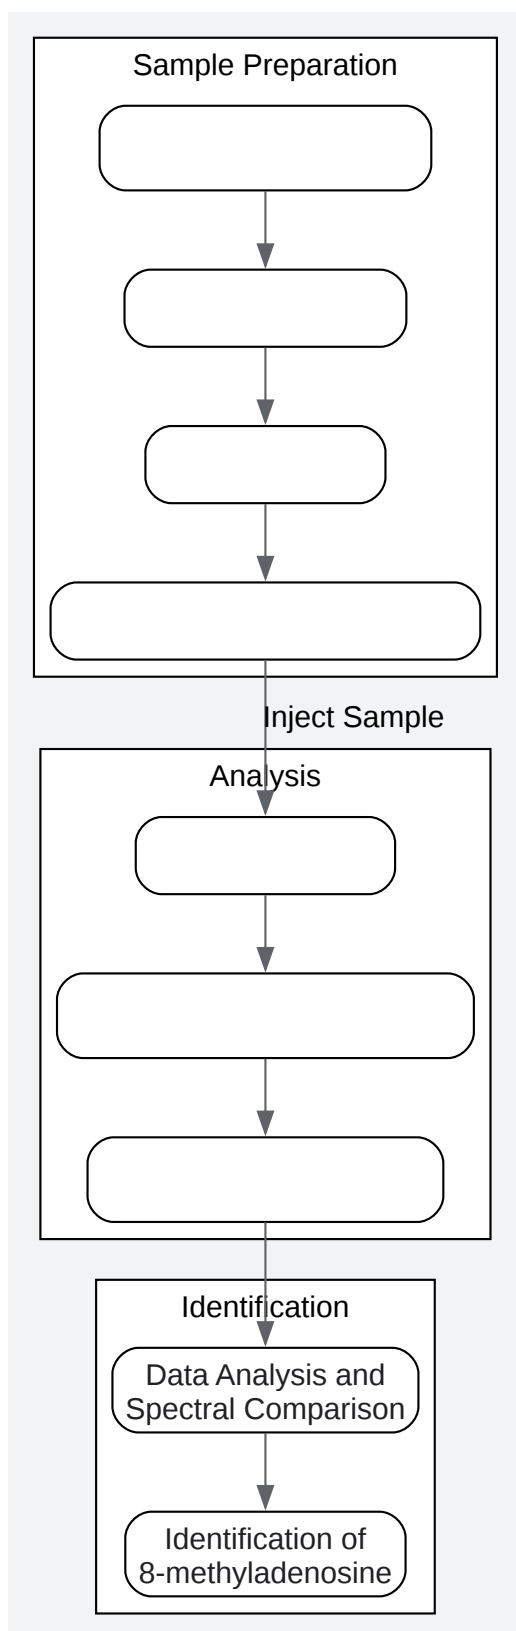 Sample Preparation
Inject Sample
Analysis
Identification
Data Analysis and
Spectral Comparison
Identification of
8-methyladenosine